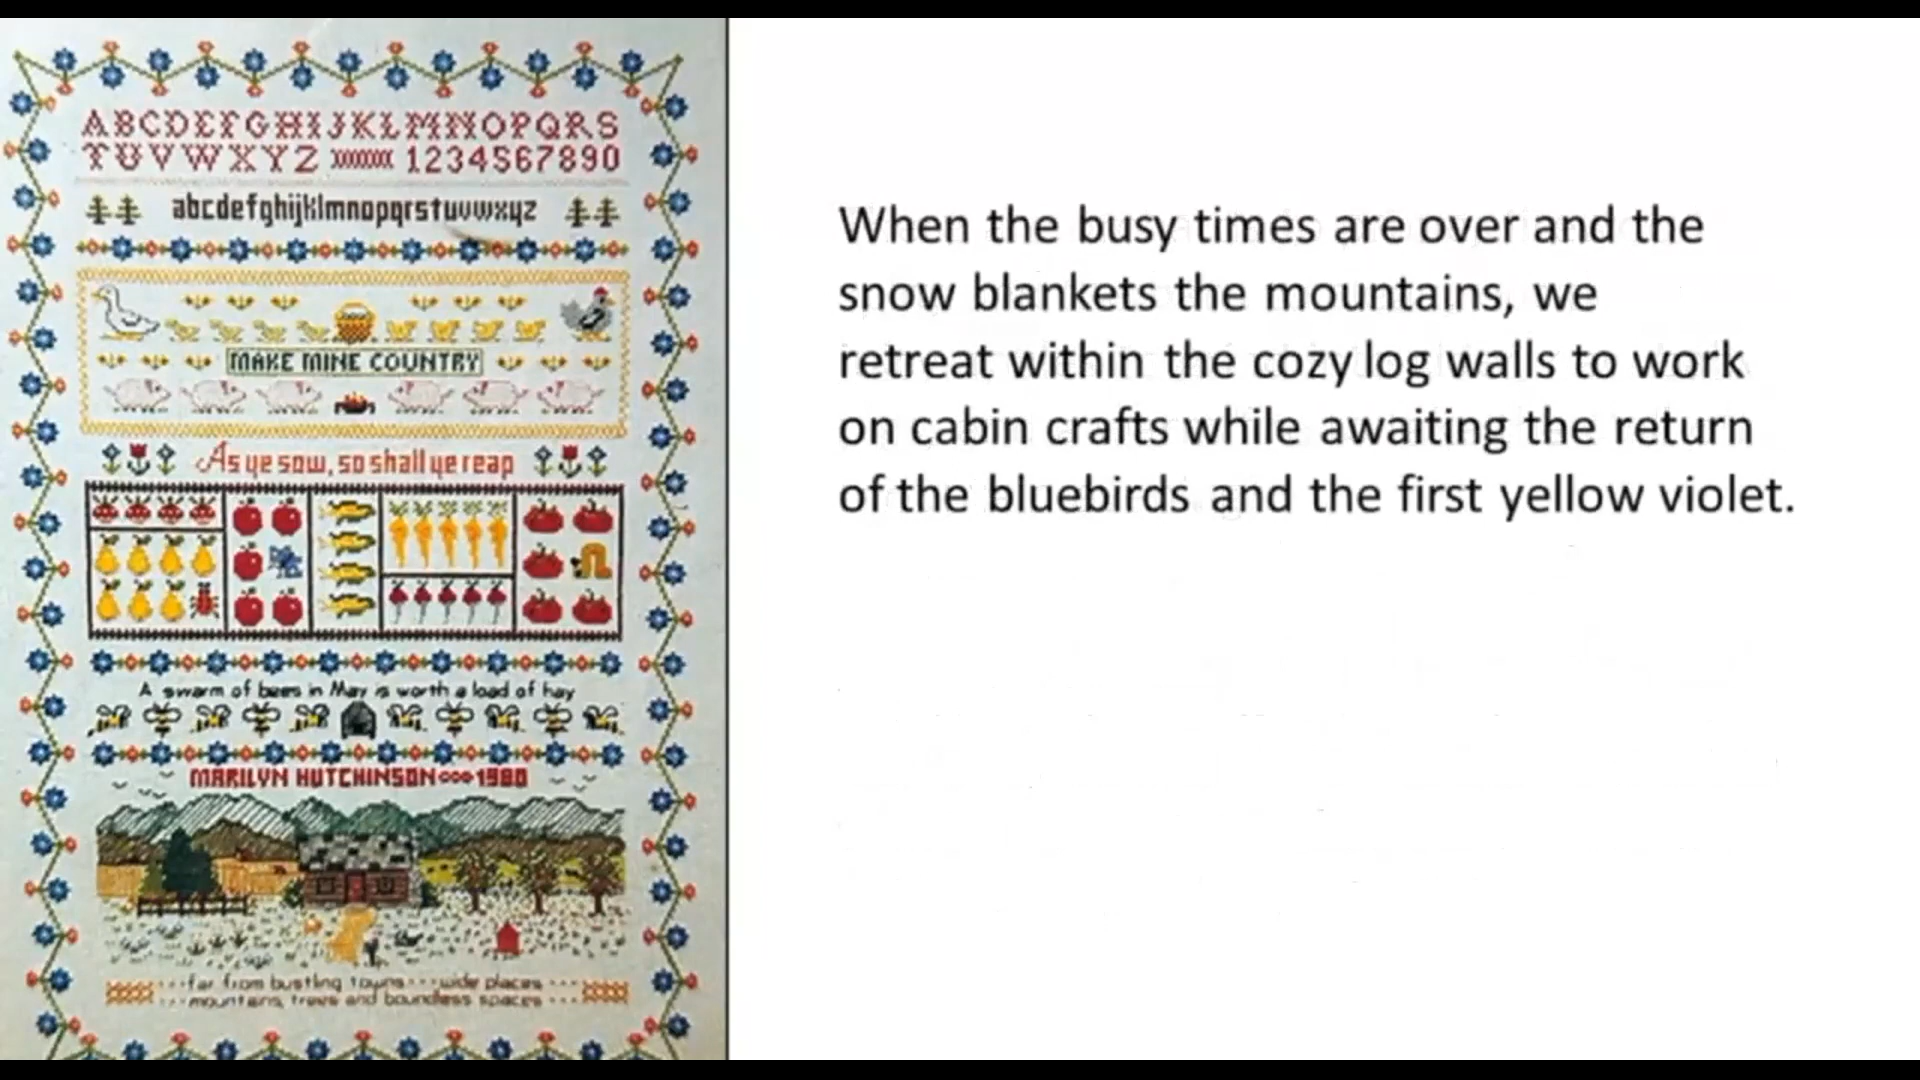 ABCDEFGHIJKLMNOPQRS
TUVWXYZ 1234567890
abcdefghijklmnopqrstuvwxyz
MAKE MINE COUNTRY
As ye sow, so shall ye reap
A swarm of bees in May is worth a load of hay
MARILYN HUTCHINSON 1980
...far from bustling towns...wide places...
...mountains, trees and boundless spaces...
When the busy times are over and the
snow blankets the mountains, we
retreat within the cozy log walls to work
on cabin crafts while awaiting the return
of the bluebirds and the first yellow violet.